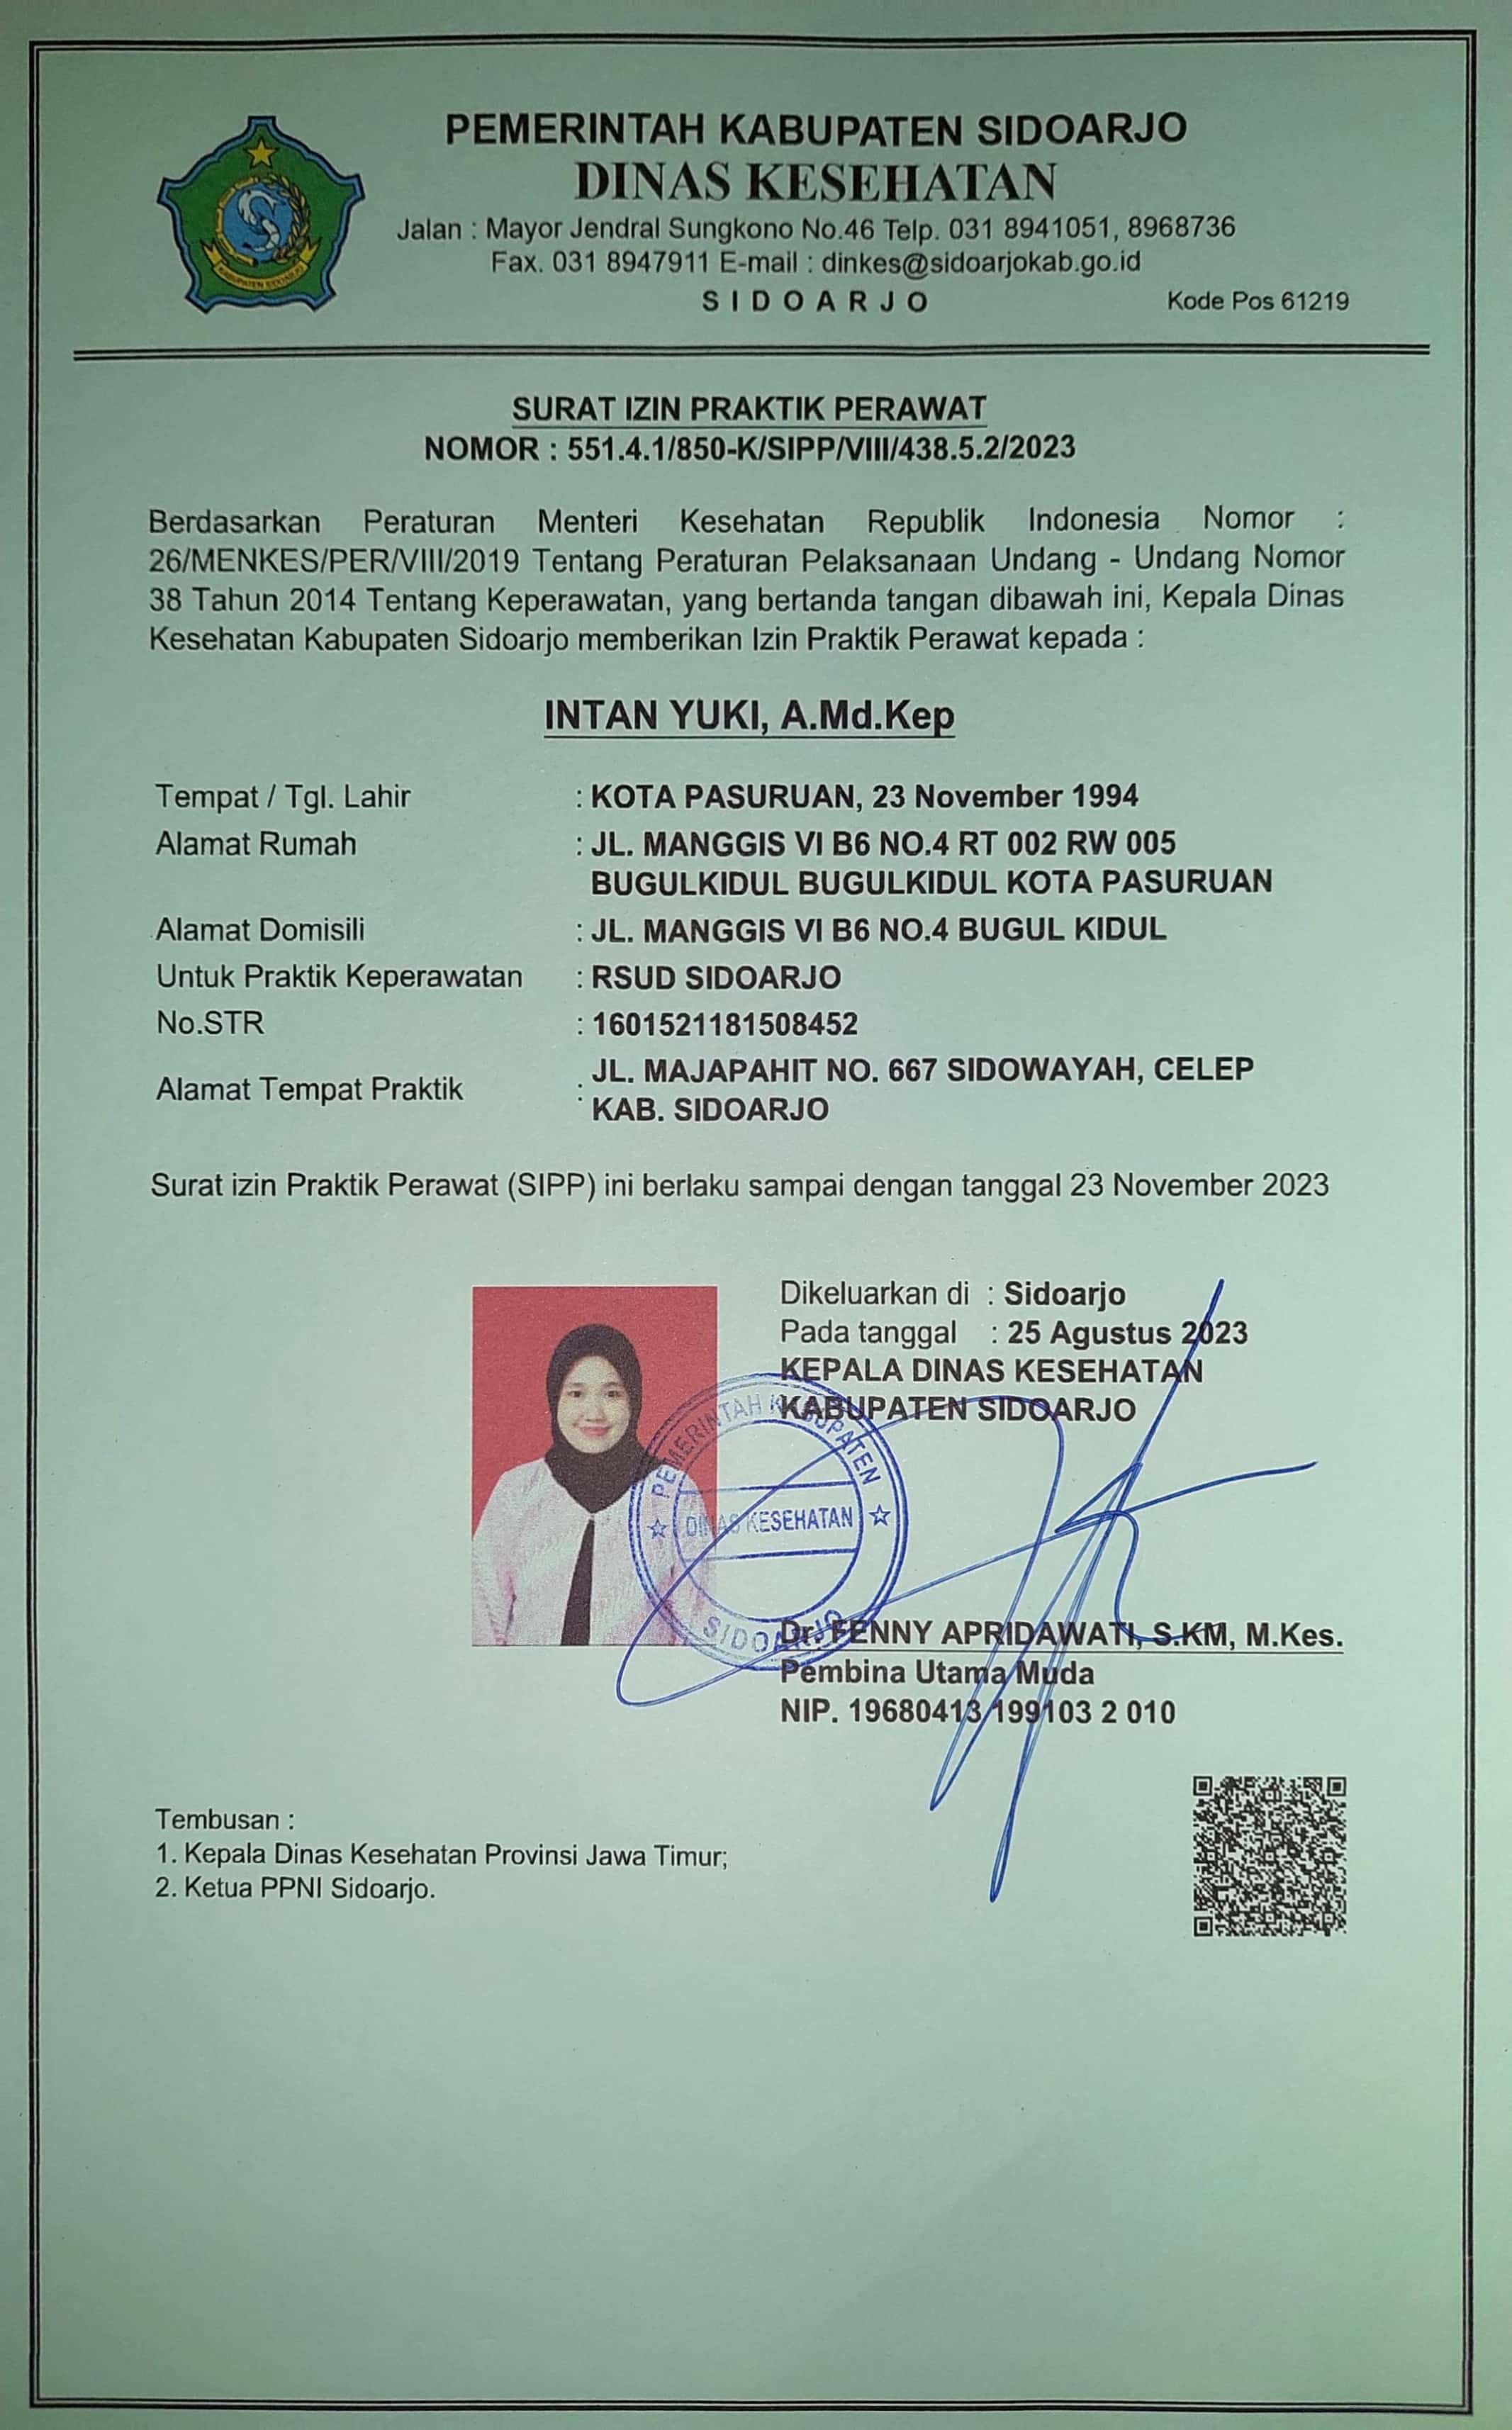 PEMERINTAH KABUPATEN SIDOARJO
DINAS KESEHATAN
Jalan : Mayor Jendral Sungkono No.46 Telp. 031 8941051, 8968736
Fax. 031 8947911 E-mail : dinkes@sidoarjokab.go.id
S I D O A R J O Kode Pos 61219
KABUPATEN SIDOARJO
SURAT IZIN PRAKTIK PERAWAT
NOMOR : 551.4.1/850-K/SIPP/VIII/438.5.2/2023
Berdasarkan Peraturan Menteri Kesehatan Republik Indonesia Nomor :
26/MENKES/PER/VIII/2019 Tentang Peraturan Pelaksanaan Undang - Undang Nomor
38 Tahun 2014 Tentang Keperawatan, yang bertanda tangan dibawah ini, Kepala Dinas
Kesehatan Kabupaten Sidoarjo memberikan Izin Praktik Perawat kepada :
INTAN YUKI, A.Md.Kep
Tempat / Tgl. Lahir : KOTA PASURUAN, 23 November 1994
Alamat Rumah : JL. MANGGIS VI B6 NO.4 RT 002 RW 005
BUGULKIDUL BUGULKIDUL KOTA PASURUAN
Alamat Domisili : JL. MANGGIS VI B6 NO.4 BUGUL KIDUL
Untuk Praktik Keperawatan : RSUD SIDOARJO
No.STR : 1601521181508452
Alamat Tempat Praktik : JL. MAJAPAHIT NO. 667 SIDOWAYAH, CELEP
KAB. SIDOARJO
Surat izin Praktik Perawat (SIPP) ini berlaku sampai dengan tanggal 23 November 2023
Dikeluarkan di : Sidoarjo
Pada tanggal : 25 Agustus 2023
KEPALA DINAS KESEHATAN
KABUPATEN SIDOARJO
PEMERINTAH KABUPATEN
DINAS KESEHATAN
SIDOARJO
Dr. FENNY APRIDAWATI, S.KM, M.Kes.
Pembina Utama Muda
NIP. 19680413 199103 2 010
Tembusan :
1. Kepala Dinas Kesehatan Provinsi Jawa Timur;
2. Ketua PPNI Sidoarjo.